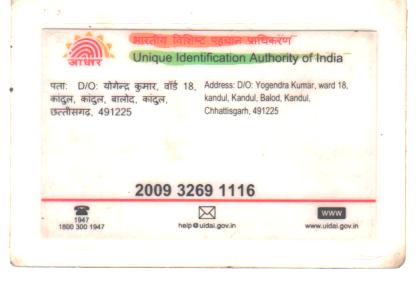 आधार
भारतीय विशिष्ट पहचान प्राधिकरण
Unique Identification Authority of India
पता: D/O: योगेन्द्र कुमार, वॉर्ड 18,
कांदुल, कांदुल, बालोद, कांदुल,
छत्तीसगढ़, 491225
Address: D/O: Yogendra Kumar, ward 18,
kandul, Kandul, Balod, Kandul,
Chhattisgarh, 491225
2009 3269 1116
1947
1800 300 1947
help@uidai.gov.in
www
www.uidai.gov.in